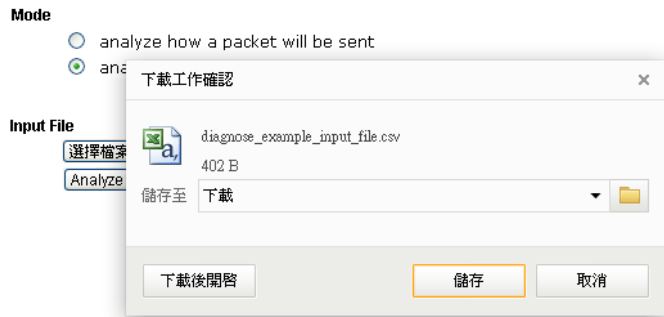 Mode
analyze how a packet will be sent
ana
下載工作確認
Input File
diagnose_example_input_file.csv
選擇檔案
402 B
Analyze
儲存至 下載
下載後開啓 儲存 取消